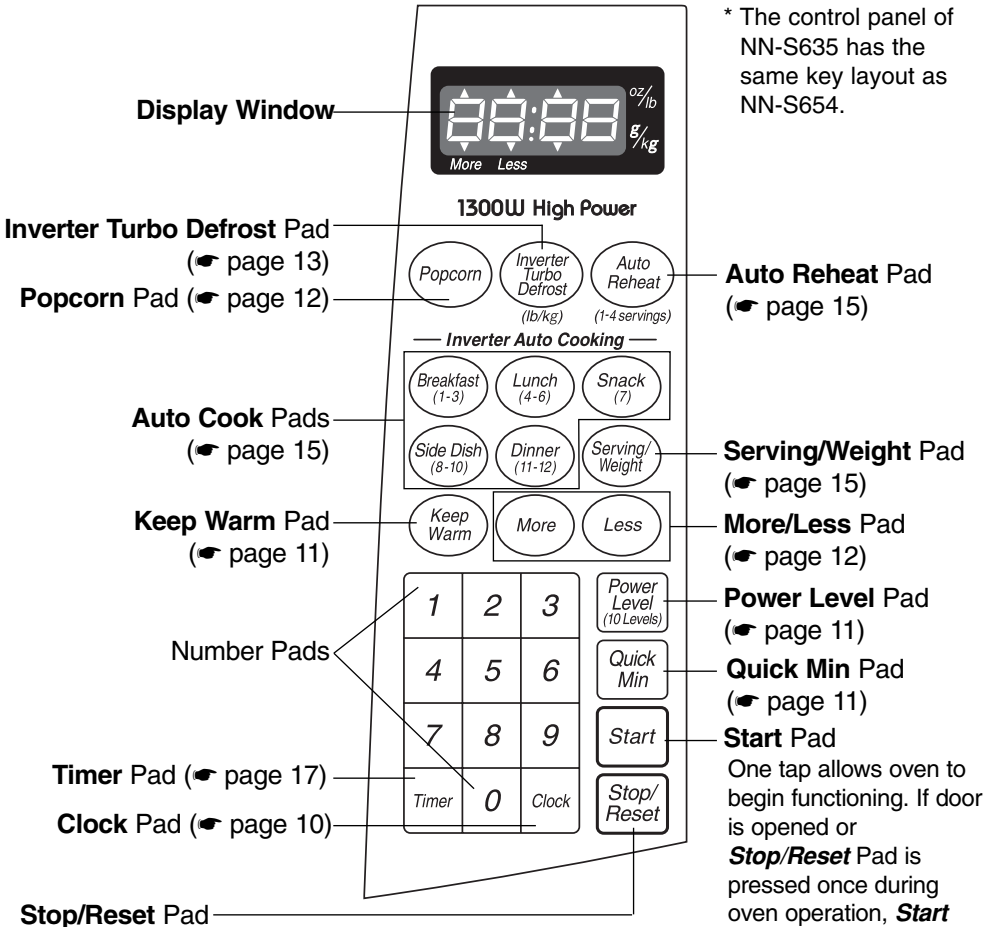 * The control panel of
NN-S635 has the
same key layout as
NN-S654.
Display Window
88:88
oz/lb
g/kg
More Less
1300W High Power
Inverter Turbo Defrost Pad
(☛ page 13)
Popcorn Pad (☛ page 12)
Popcorn
Inverter
Turbo
Defrost
(lb/kg)
Auto
Reheat
(1-4 servings)
Auto Reheat Pad
(☛ page 15)
Inverter Auto Cooking
Breakfast
(1-3)
Lunch
(4-6)
Snack
(7)
Auto Cook Pads
(☛ page 15)
Side Dish
(8-10)
Dinner
(11-12)
Serving/
Weight
Serving/Weight Pad
(☛ page 15)
Keep Warm Pad
(☛ page 11)
Keep
Warm
More
Less
More/Less Pad
(☛ page 12)
1 2 3
Power
Level
(10 Levels)
Power Level Pad
(☛ page 11)
Number Pads
4 5 6
Quick
Min
Quick Min Pad
(☛ page 11)
7 8 9
Start
Start Pad
One tap allows oven to
begin functioning. If door
is opened or
Stop/Reset Pad is
pressed once during
oven operation, Start
Timer Pad (☛ page 17)
Clock Pad (☛ page 10)
Timer 0 Clock
Stop/
Reset
Stop/Reset Pad